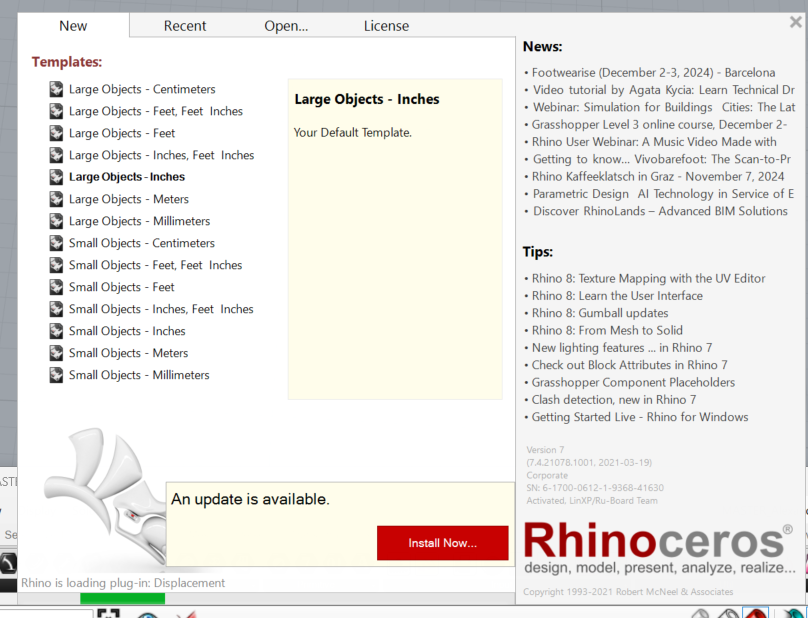 New
Recent
Open...
License
Templates:
Large Objects - Centimeters
Large Objects - Feet, Feet Inches
Large Objects - Feet
Large Objects - Inches, Feet Inches
Large Objects - Inches
Large Objects - Meters
Large Objects - Millimeters
Small Objects - Centimeters
Small Objects - Feet, Feet Inches
Small Objects - Feet
Small Objects - Inches, Feet Inches
Small Objects - Inches
Small Objects - Meters
Small Objects - Millimeters
Large Objects - Inches
Your Default Template.
An update is available.
Install Now...
Rhino is loading plug-in: Displacement
News:
• Footwearise (December 2-3, 2024) - Barcelona
• Video tutorial by Agata Kycia: Learn Technical Dr
• Webinar: Simulation for Buildings Cities: The Lat
• Grasshopper Level 3 online course, December 2-
• Rhino User Webinar: A Music Video Made with
• Getting to know... Vivobarefoot: The Scan-to-Pr
• Rhino Kaffeeklatsch in Graz - November 7, 2024
• Parametric Design AI Technology in Service of E
• Discover RhinoLands – Advanced BIM Solutions
Tips:
• Rhino 8: Texture Mapping with the UV Editor
• Rhino 8: Learn the User Interface
• Rhino 8: Gumball updates
• Rhino 8: From Mesh to Solid
• New lighting features ... in Rhino 7
• Check out Block Attributes in Rhino 7
• Grasshopper Component Placeholders
• Clash detection, new in Rhino 7
• Getting Started Live - Rhino for Windows
Version 7
(7.4.21078.1001, 2021-03-19)
Corporate
SN: 6-1700-0612-1-9368-41630
Activated. LinXP/Ru-Board Team
Rhinoceros®
design, model, present, analyze, realize...
Copyright 1993-2021 Robert McNeel & Associates